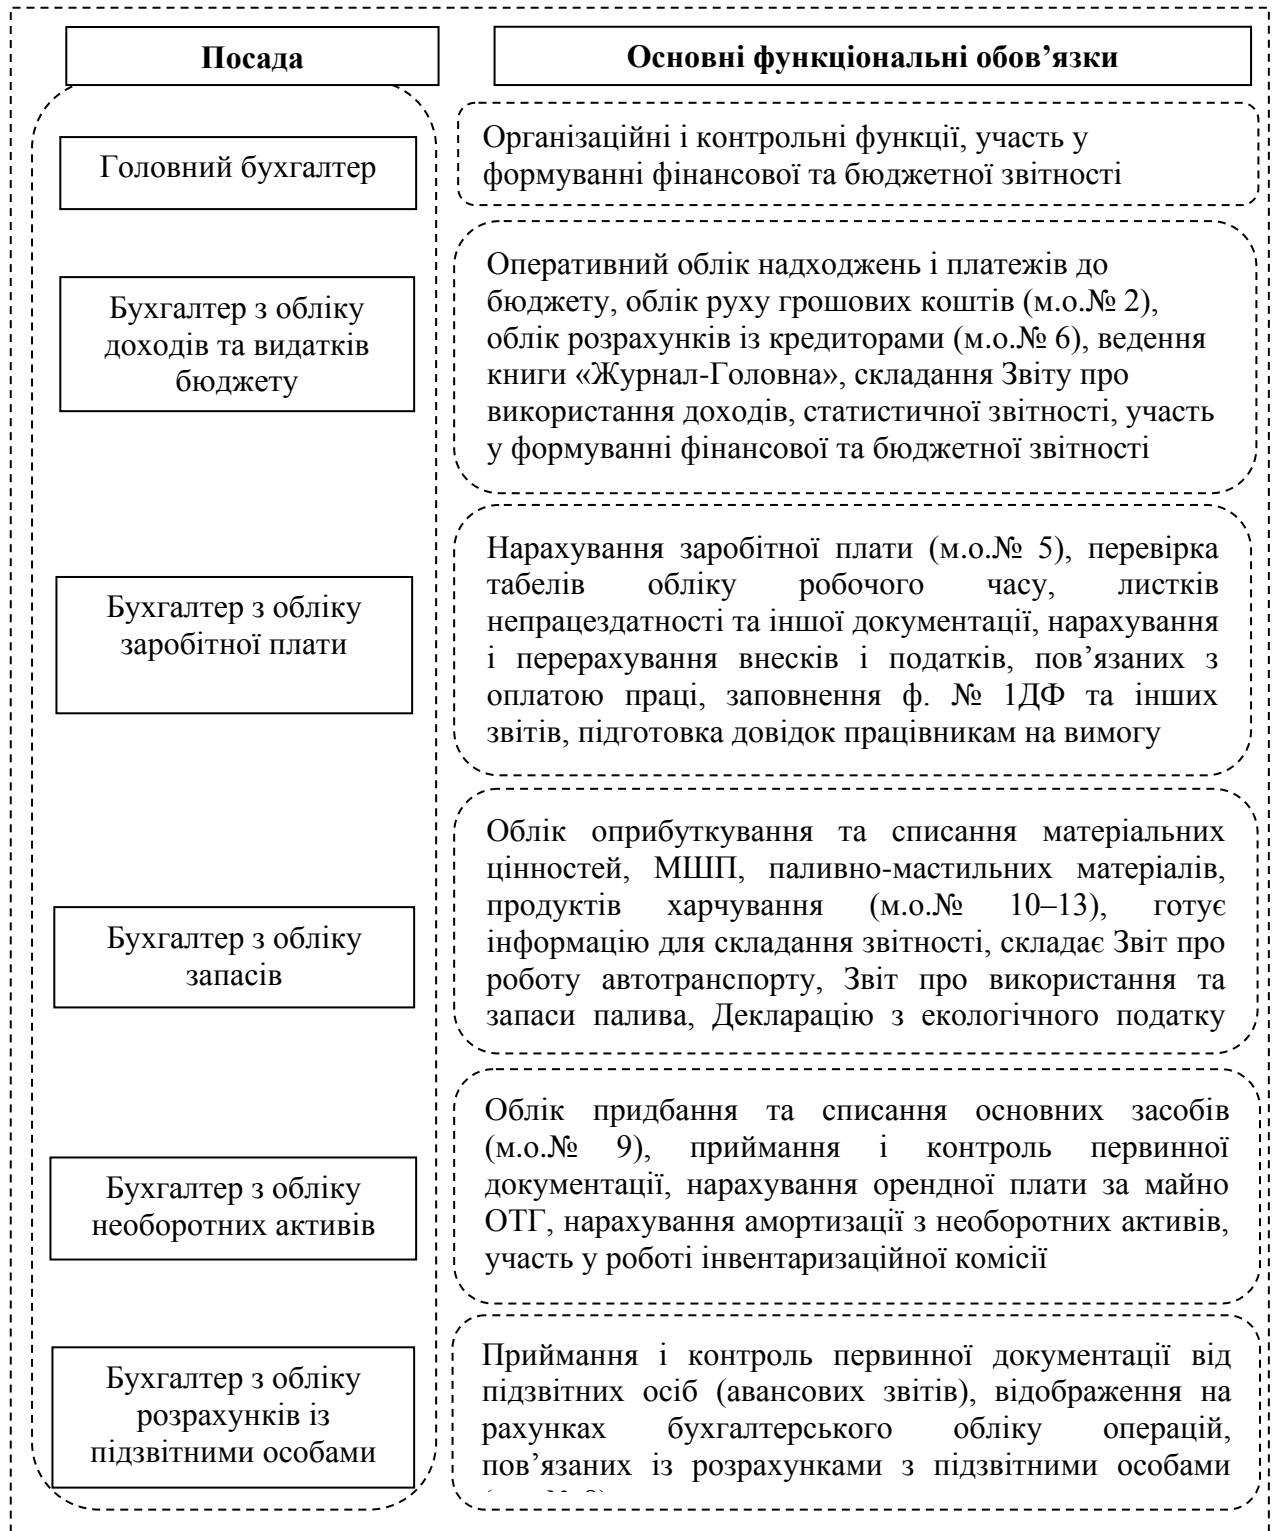 Посада
Основні функціональні обов’язки
Головний бухгалтер
Організаційні і контрольні функції, участь у
формуванні фінансової та бюджетної звітності
Бухгалтер з обліку
доходів та видатків
бюджету
Оперативний облік надходжень і платежів до
бюджету, облік руху грошових коштів (м.о.№ 2),
облік розрахунків із кредиторами (м.о.№ 6), ведення
книги «Журнал-Головна», складання Звіту про
використання доходів, статистичної звітності, участь
у формуванні фінансової та бюджетної звітності
Бухгалтер з обліку
заробітної плати
Нарахування заробітної плати (м.о.№ 5), перевірка
табелів обліку робочого часу, листків
непрацездатності та іншої документації, нарахування
і перерахування внесків і податків, пов’язаних з
оплатою праці, заповнення ф. № 1ДФ та інших
звітів, підготовка довідок працівникам на вимогу
Бухгалтер з обліку
запасів
Облік оприбуткування та списання матеріальних
цінностей, МШП, паливно-мастильних матеріалів,
продуктів харчування (м.о.№ 10–13), готує
інформацію для складання звітності, складає Звіт про
роботу автотранспорту, Звіт про використання та
запаси палива, Декларацію з екологічного податку
Бухгалтер з обліку
необоротних активів
Облік придбання та списання основних засобів
(м.о.№ 9), приймання і контроль первинної
документації, нарахування орендної плати за майно
ОТГ, нарахування амортизації з необоротних активів,
участь у роботі інвентаризаційної комісії
Бухгалтер з обліку
розрахунків із
підзвітними особами
Приймання і контроль первинної документації від
підзвітних осіб (авансових звітів), відображення на
рахунках бухгалтерського обліку операцій,
пов’язаних із розрахунками з підзвітними особами